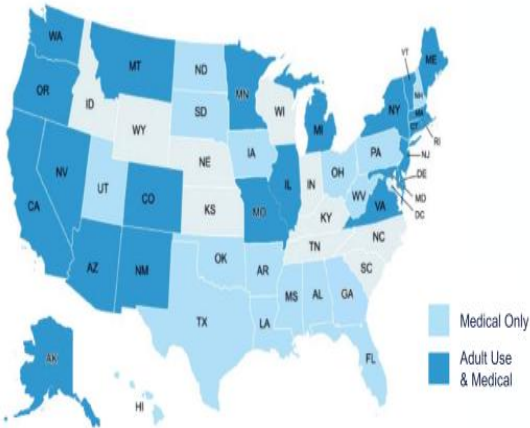 WA
MT
ND
MN
VT
ME
OR
ID
SD
WI
NH
WY
MI
NY
MA
CT
RI
NV
NE
IA
PA
NJ
UT
CO
IL
IN
OH
DE
CA
KS
MO
WV
VA
MD
DC
KY
AZ
NM
OK
AR
TN
NC
SC
MS
AL
GA
TX
LA
FL
AK
HI
Medical Only
Adult Use
& Medical